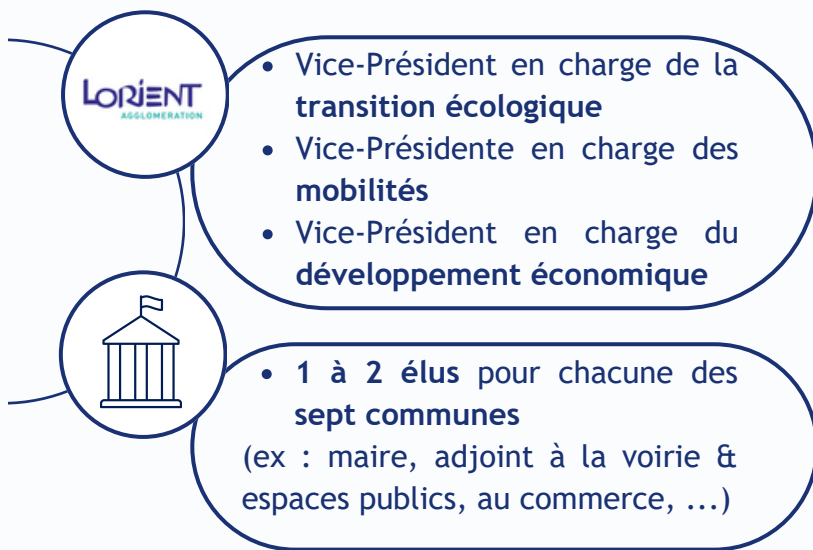 LORIENT
AGGLOMERATION
• Vice-Président en charge de la
transition écologique
• Vice-Présidente en charge des
mobilités
• Vice-Président en charge du
développement économique
• 1 à 2 élus pour chacune des
sept communes
(ex : maire, adjoint à la voirie &
espaces publics, au commerce, ...)